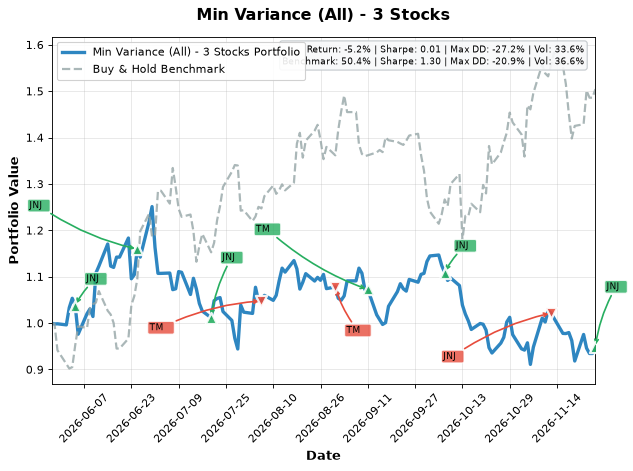 Min Variance (All) - 3 Stocks
Return: -5.2% | Sharpe: 0.01 | Max DD: -27.2% | Vol: 33.6%
Benchmark: 50.4% | Sharpe: 1.30 | Max DD: -20.9% | Vol: 36.6%
Min Variance (All) - 3 Stocks Portfolio
Buy & Hold Benchmark
1.6
1.5
1.4
1.3
1.2
1.1
1.0
0.9
Portfolio Value
JNJ
JNJ
TM
JNJ
TM
TM
JNJ
JNJ
JNJ
2026-06-07
2026-06-23
2026-07-09
2026-07-25
2026-08-10
2026-08-26
2026-09-11
2026-09-27
2026-10-13
2026-10-29
2026-11-14
Date